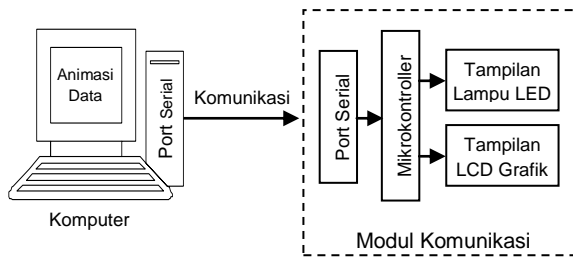 Animasi
Data
Port Serial
Komputer
Komunikasi
Port Serial
Mikrokontroller
Tampilan
Lampu LED
Tampilan
LCD Grafik
Modul Komunikasi